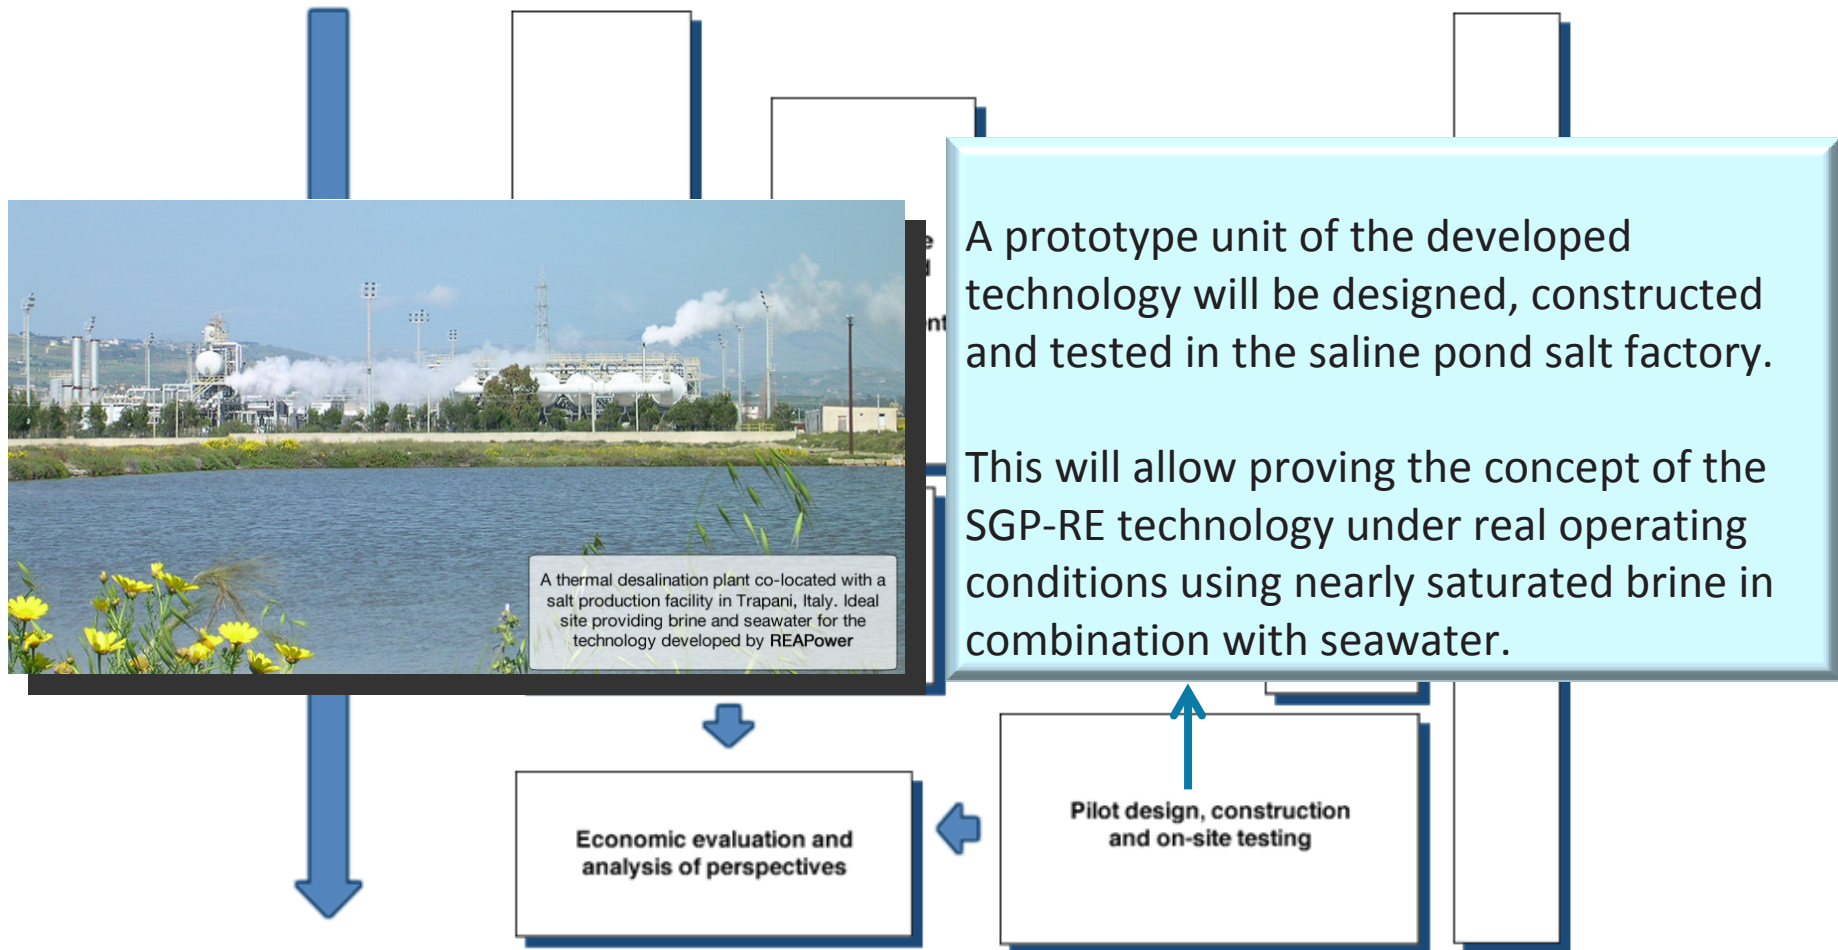 A prototype unit of the developed
technology will be designed, constructed
and tested in the saline pond salt factory.
This will allow proving the concept of the
SGP-RE technology under real operating
conditions using nearly saturated brine in
combination with seawater.
A thermal desalination plant co-located with a
salt production facility in Trapani, Italy. Ideal
site providing brine and seawater for the
technology developed by REAPower
Pilot design, construction
and on-site testing
Economic evaluation and
analysis of perspectives